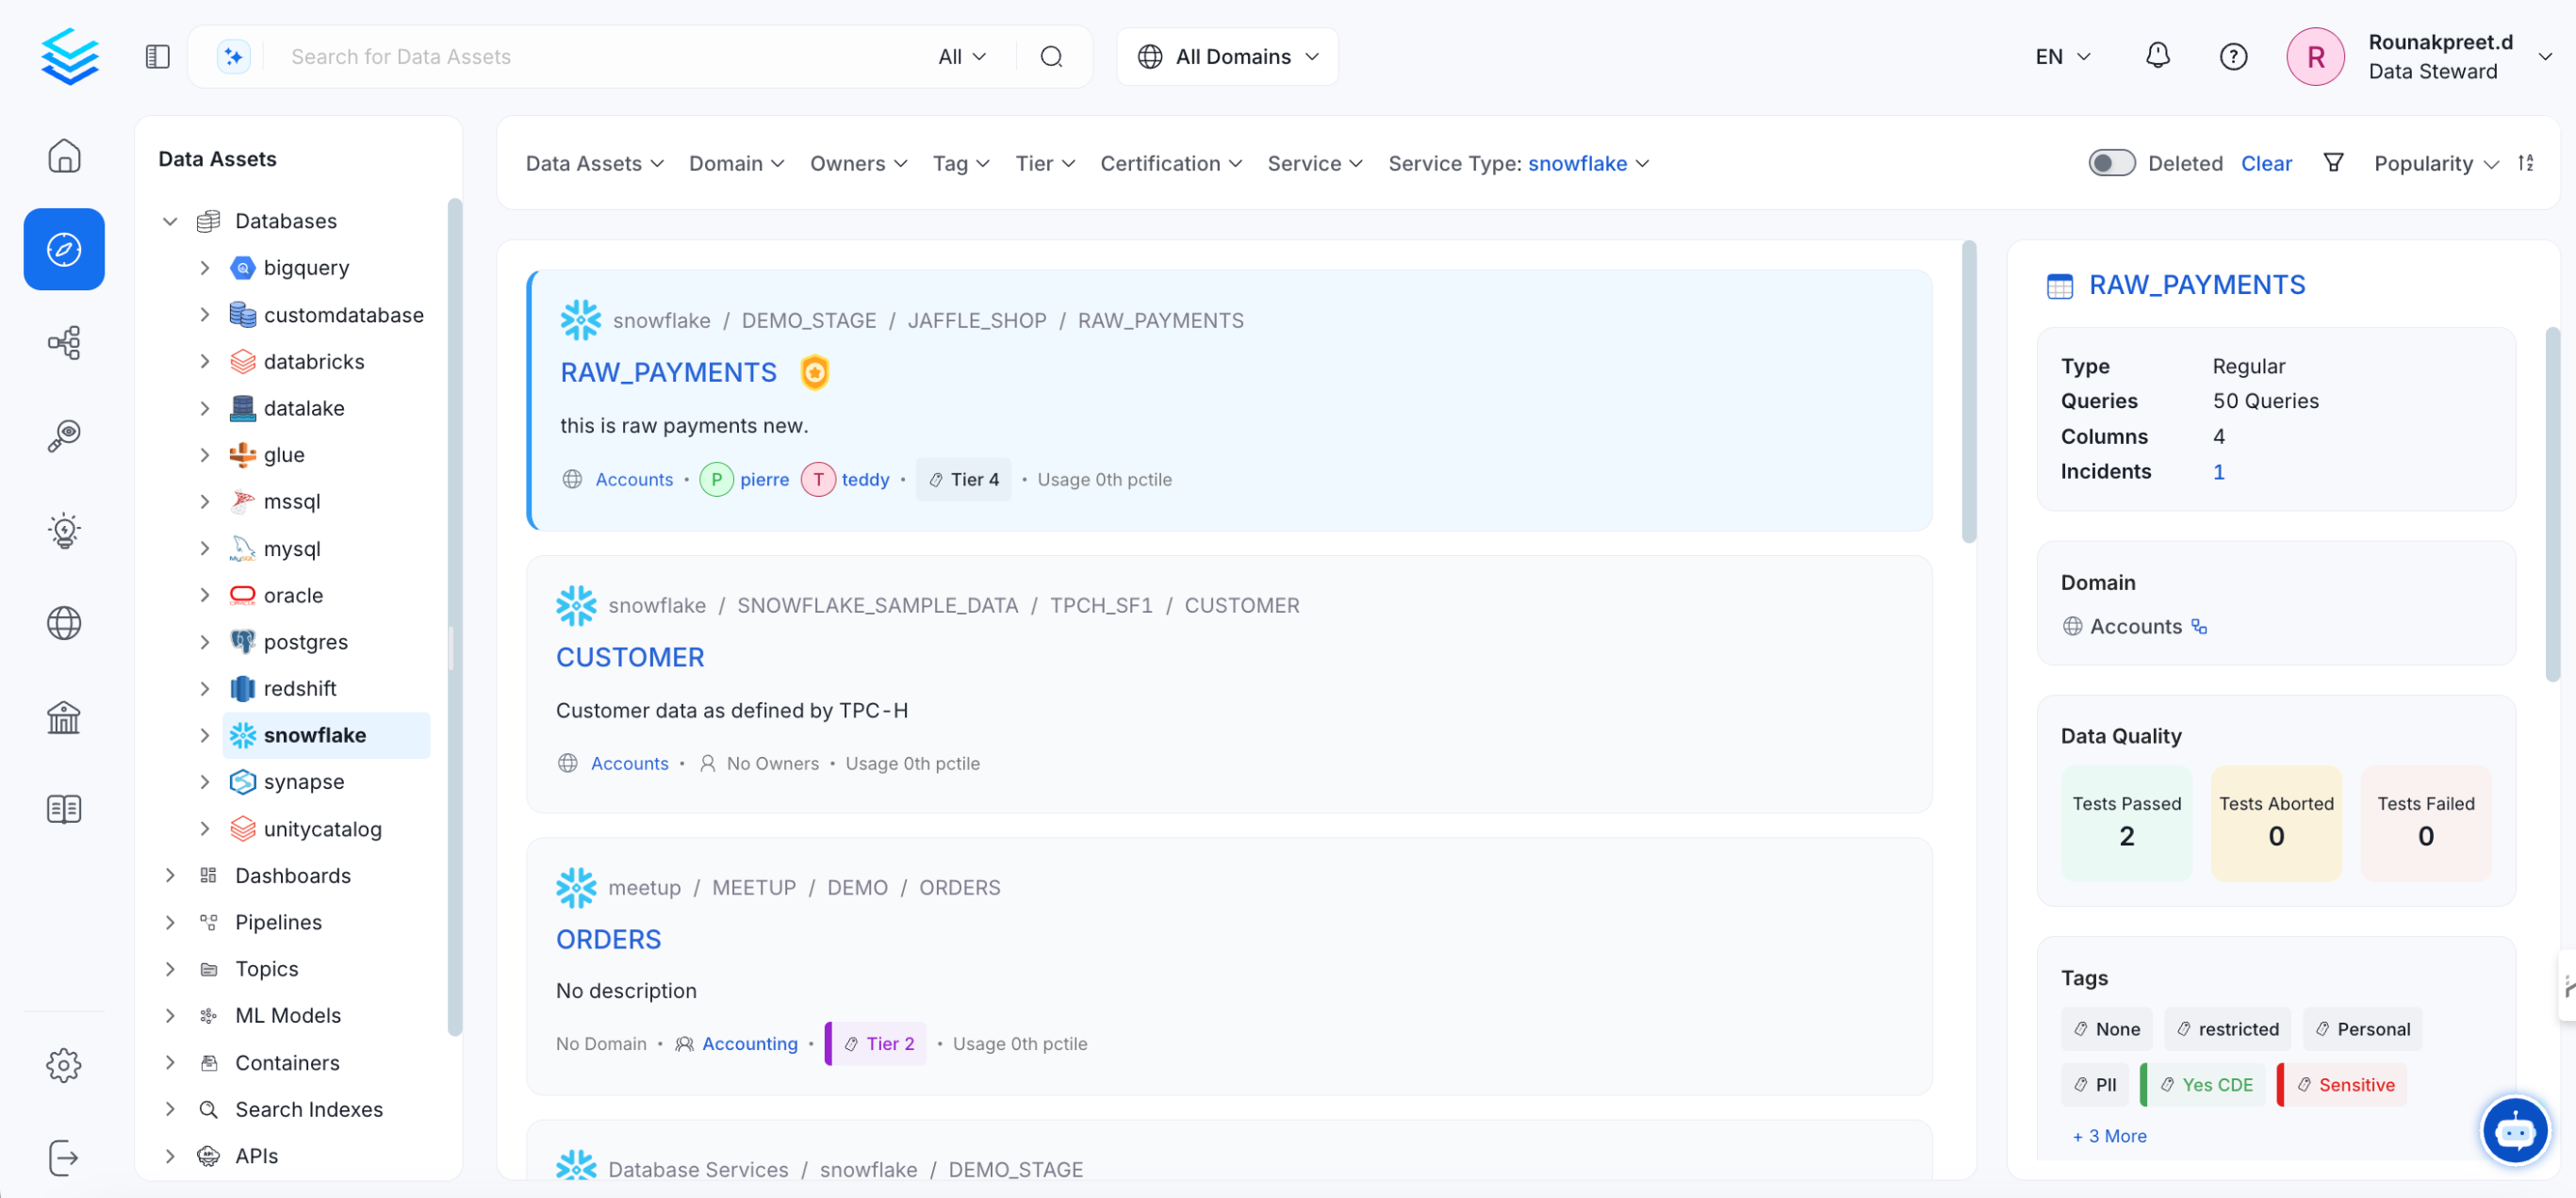 Search for Data Assets
All
All Domains
EN
R
Rounakpreet.d
Data Steward
Data Assets
Databases
bigquery
customdatabase
databricks
datalake
glue
mssql
mysql
oracle
postgres
redshift
snowflake
synapse
unitycatalog
Dashboards
Pipelines
Topics
ML Models
Containers
Search Indexes
APIs
Data Assets Domain Owners Tag Tier Certification Service Service Type: snowflake
Deleted Clear Popularity
snowflake / DEMO_STAGE / JAFFLE_SHOP / RAW_PAYMENTS
RAW_PAYMENTS
this is raw payments new.
Accounts • P pierre T teddy • Tier 4 • Usage 0th pctile
snowflake / SNOWFLAKE_SAMPLE_DATA / TPCH_SF1 / CUSTOMER
CUSTOMER
Customer data as defined by TPC-H
Accounts • No Owners • Usage 0th pctile
meetup / MEETUP / DEMO / ORDERS
ORDERS
No description
No Domain • Accounting • Tier 2 • Usage 0th pctile
Database Services / snowflake / DEMO_STAGE
RAW_PAYMENTS
Type Regular
Queries 50 Queries
Columns 4
Incidents 1
Domain
Accounts
Data Quality
Tests Passed Tests Aborted Tests Failed
2 0 0
Tags
None restricted Personal
PII Yes CDE Sensitive
+ 3 More